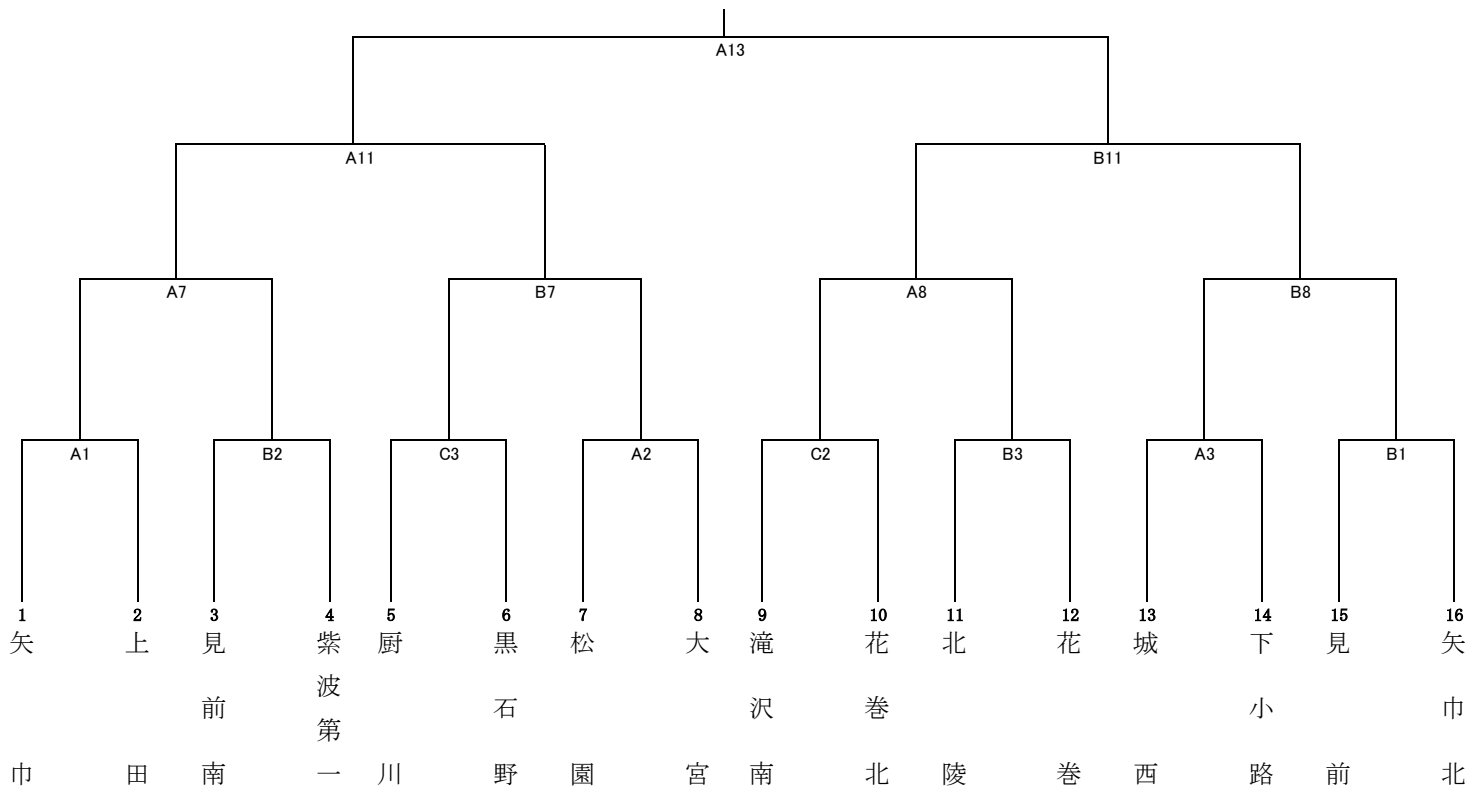 A13
A11
B11
A7
B7
A8
B8
A1
B2
C3
A2
C2
B3
A3
B1
1
2
3
4
5
6
7
8
9
10
11
12
13
14
15
16
矢巾
上田
見前南
紫波第一
厨川
黒石野
松園
大宮
滝沢南
花巻北
北陵
花巻
城西
下小路
見前
矢巾北